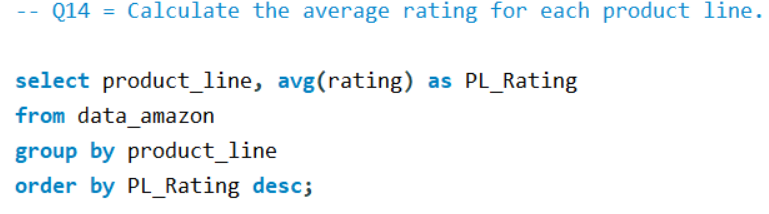 -- Q14 = Calculate the average rating for each product line.
select product_line, avg(rating) as PL_Rating
from data_amazon
group by product_line
order by PL_Rating desc;